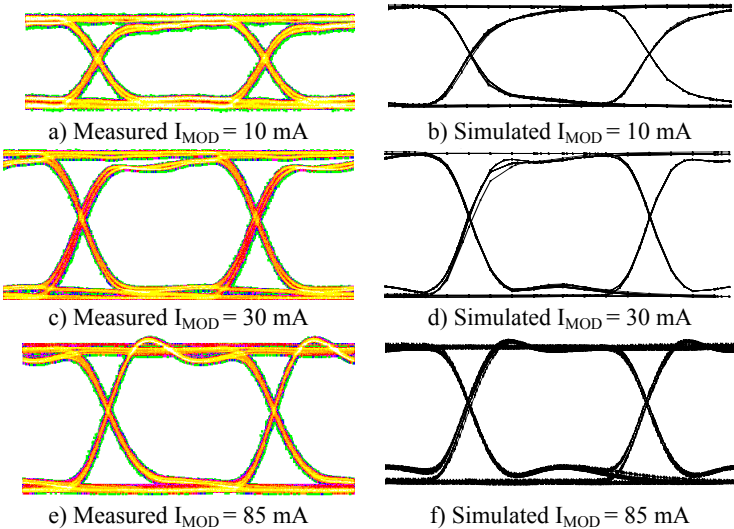 a) Measured I_MOD = 10 mA
b) Simulated I_MOD = 10 mA
c) Measured I_MOD = 30 mA
d) Simulated I_MOD = 30 mA
e) Measured I_MOD = 85 mA
f) Simulated I_MOD = 85 mA